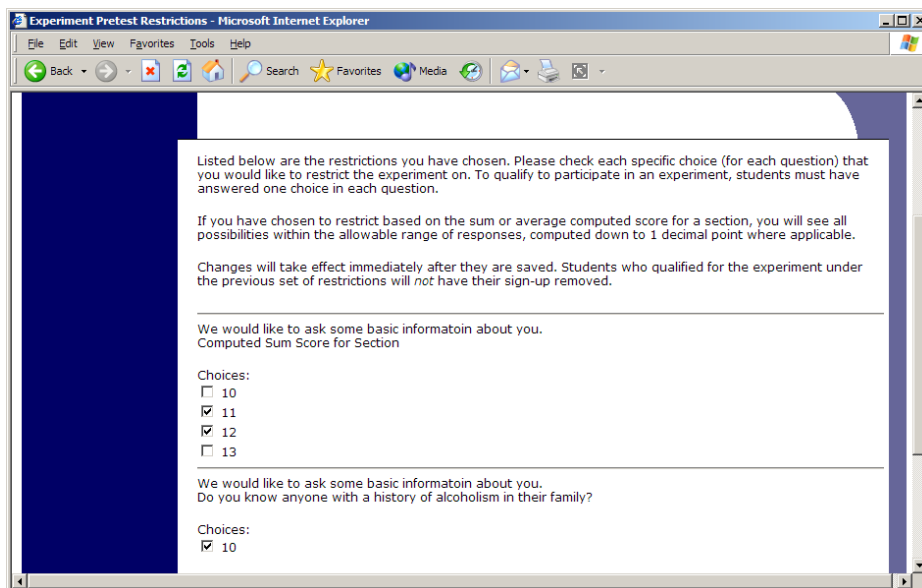 Experiment Pretest Restrictions - Microsoft Internet Explorer
File Edit View Favorites Tools Help
Back Search Favorites Media
Listed below are the restrictions you have chosen. Please check each specific choice (for each question) that
you would like to restrict the experiment on. To qualify to participate in an experiment, students must have
answered one choice in each question.
If you have chosen to restrict based on the sum or average computed score for a section, you will see all
possibilities within the allowable range of responses, computed down to 1 decimal point where applicable.
Changes will take effect immediately after they are saved. Students who qualified for the experiment under
the previous set of restrictions will not have their sign-up removed.
We would like to ask some basic informatoin about you.
Computed Sum Score for Section
Choices:
10
11
12
13
We would like to ask some basic informatoin about you.
Do you know anyone with a history of alcoholism in their family?
Choices:
10